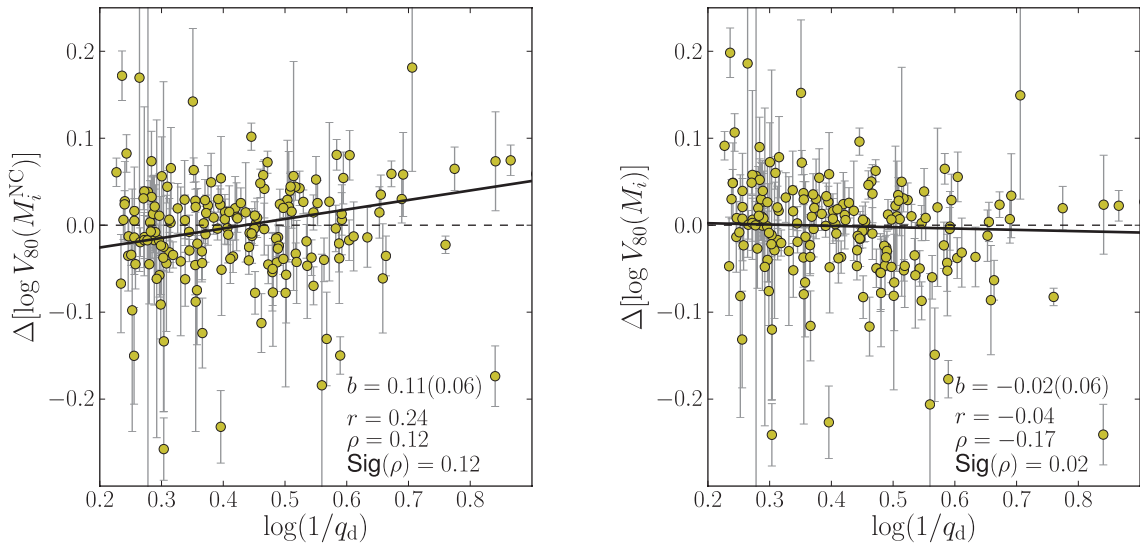 0.2
0.1
0.0
−0.1
−0.2
Δ[log V₈₀(Mᵢᴺᶜ)]
b = 0.11(0.06)
r = 0.24
ρ = 0.12
Sig(ρ) = 0.12
0.2 0.3 0.4 0.5 0.6 0.7 0.8
log(1/q_d)
0.2
0.1
0.0
−0.1
−0.2
Δ[log V₈₀(Mᵢ)]
b = −0.02(0.06)
r = −0.04
ρ = −0.17
Sig(ρ) = 0.02
0.2 0.3 0.4 0.5 0.6 0.7 0.8
log(1/q_d)